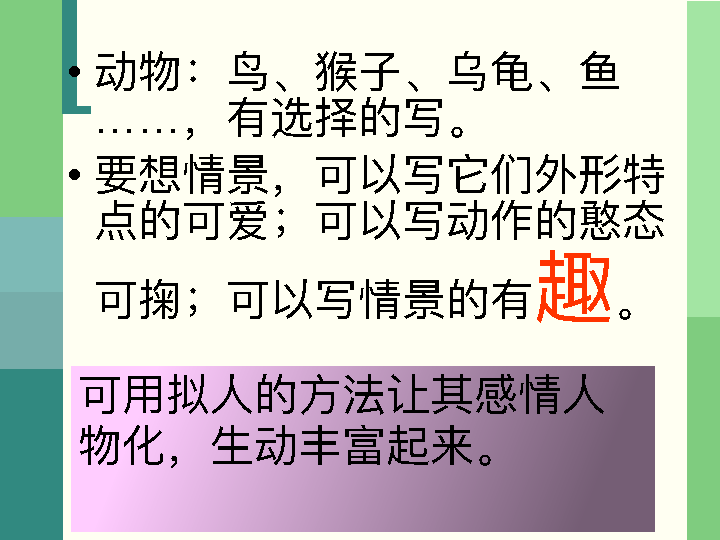 • 动物：鸟、猴子、乌龟、鱼
……，有选择的写。
• 要想情景，可以写它们外形特
点的可爱；可以写动作的憨态
可掬；可以写情景的有趣。
可用拟人的方法让其感情人
物化，生动丰富起来。